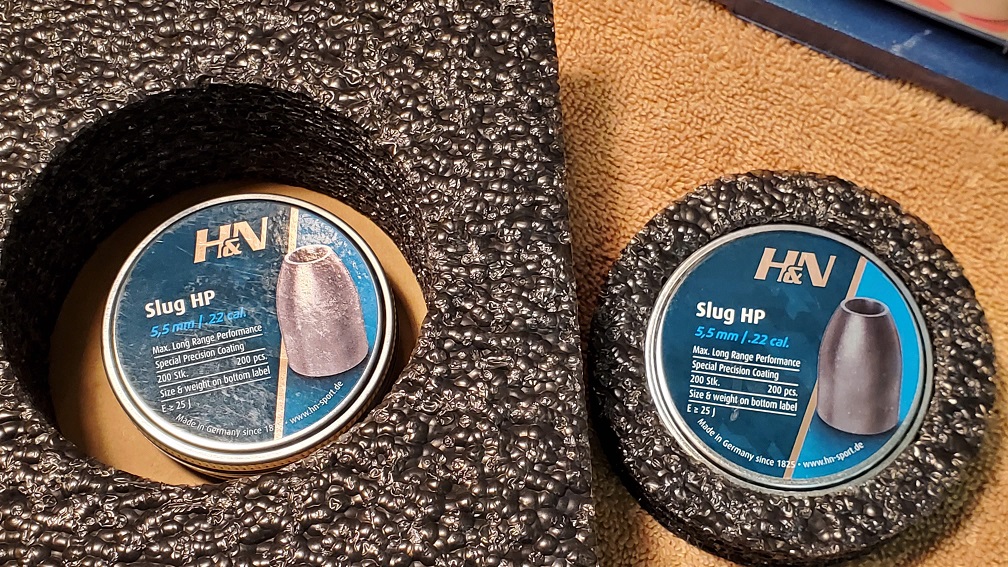 H&N
Slug HP
5,5 mm | .22 cal.
Max. Long Range Performance
Special Precision Coating
200 Stk. 200 pcs.
Size & weight on bottom label
E ≥ 25 J
Made in Germany since 18 • www.hn-sport.de
H&N
Slug HP
5,5 mm | .22 cal.
Max. Long Range Performance
Special Precision Coating
200 Stk. 200 pcs.
Size & weight on bottom label
E ≥ 25 J
Made in Germany since 1825 • www.hn-sport.de